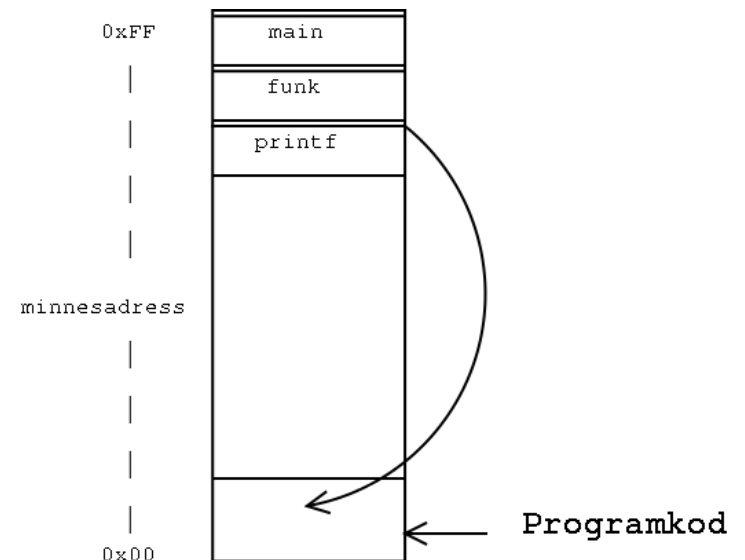 0xFF
main
funk
printf
minnesadress
Programkod
0x00